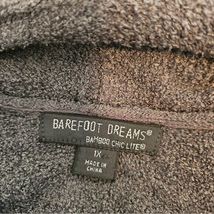 BAREFOOT DREAMS®
BAMBOO CHIC LITE®
1X
MADE IN
CHINA